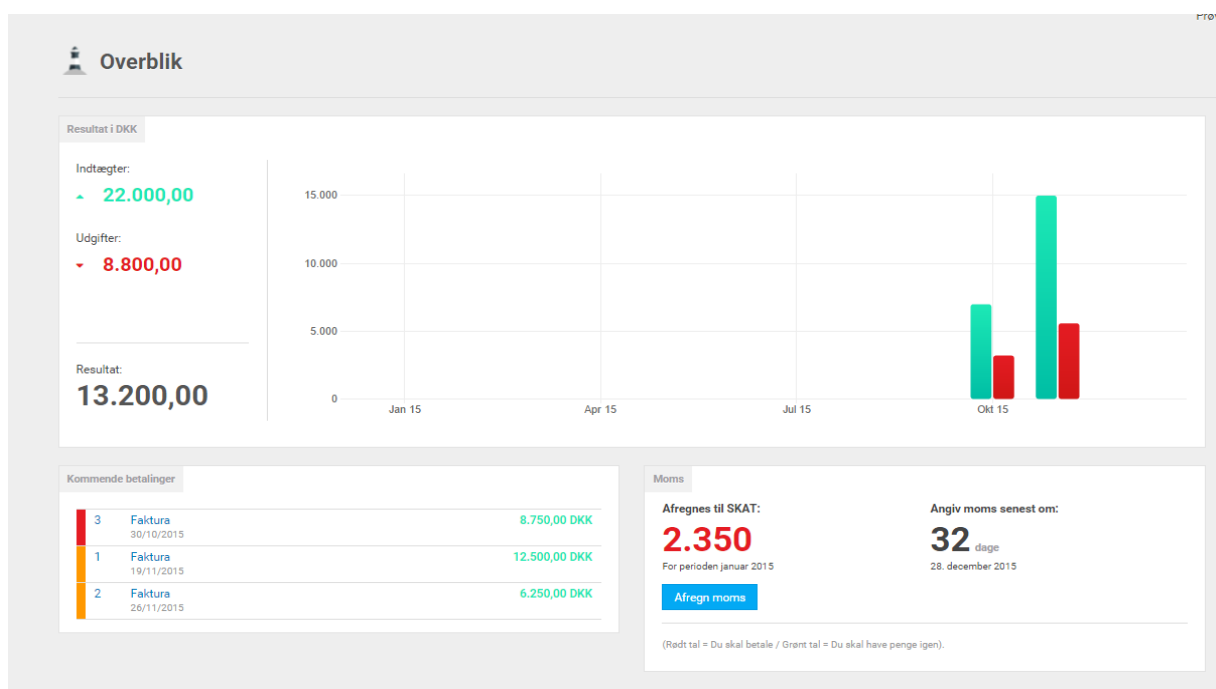 Overblik
Resultat i DKK
Indtægter:
22.000,00
Udgifter:
8.800,00
Resultat:
13.200,00
15.000
10.000
5.000
0
Jan 15
Apr 15
Jul 15
Okt 15
Kommende betalinger
3 Faktura 8.750,00 DKK
30/10/2015
1 Faktura 12.500,00 DKK
19/11/2015
2 Faktura 6.250,00 DKK
26/11/2015
Moms
Afregnes til SKAT:
2.350
For perioden januar 2015
Afregn moms
Angiv moms senest om:
32 dage
28. december 2015
(Rødt tal = Du skal betale / Grønt tal = Du skal have penge igen).